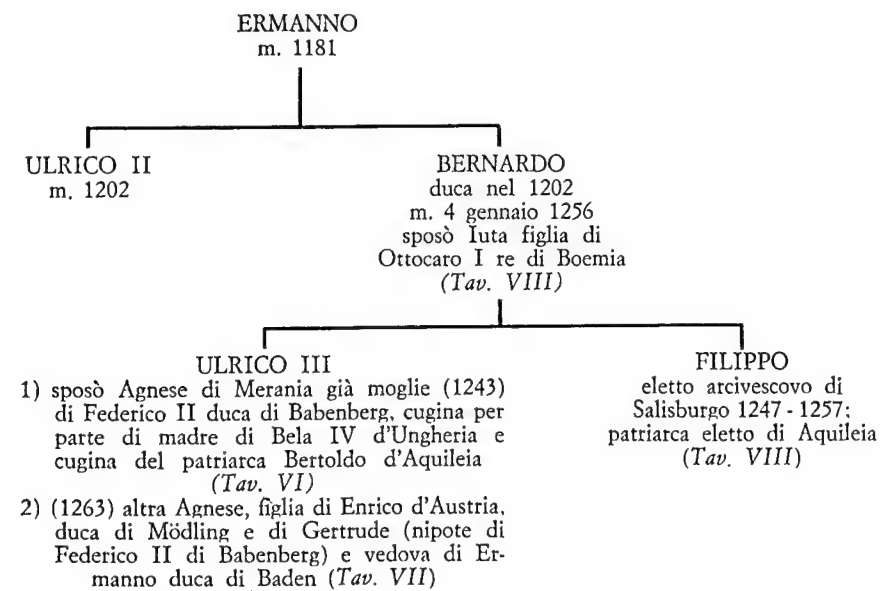 ERMANNO
m. 1181
ULRICO II
m. 1202
BERNARDO
duca nel 1202
m. 4 gennaio 1256
sposò Iuta figlia di
Ottocaro I re di Boemia
(Tav. VIII)
ULRICO III
1) sposò Agnese di Merania già moglie (1243)
di Federico II duca di Babenberg, cugina per
parte di madre di Bela IV d'Ungheria e
cugina del patriarca Bertoldo d'Aquileia
(Tav. VI)
2) (1263) altra Agnese, figlia di Enrico d'Austria,
duca di Mödling e di Gertrude (nipote di
Federico II di Babenberg) e vedova di Er-
manno duca di Baden (Tav. VII)
FILIPPO
eletto arcivescovo di
Salisburgo 1247 - 1257;
patriarca eletto di Aquileia
(Tav. VIII)